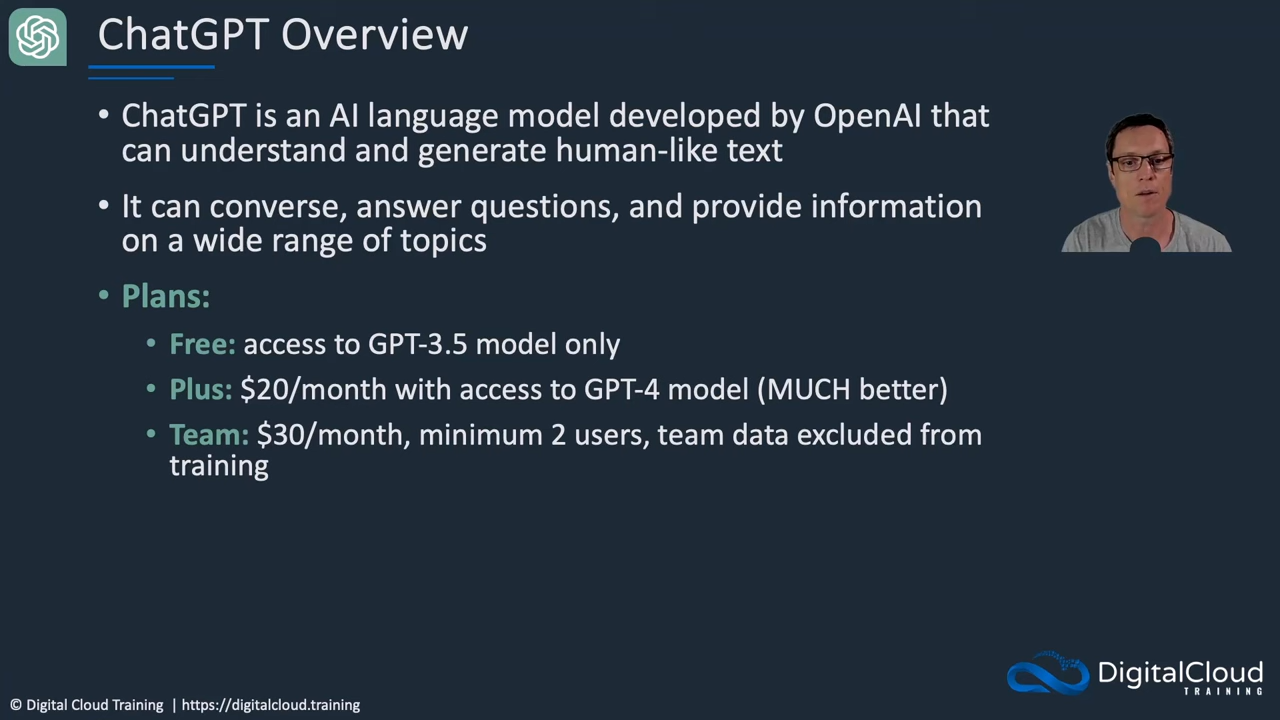 ChatGPT Overview
• ChatGPT is an AI language model developed by OpenAI that
can understand and generate human-like text
• It can converse, answer questions, and provide information
on a wide range of topics
• Plans:
• Free: access to GPT-3.5 model only
• Plus: $20/month with access to GPT-4 model (MUCH better)
• Team: $30/month, minimum 2 users, team data excluded from
training
DigitalCloud
TRAINING
© Digital Cloud Training | https://digitalcloud.training